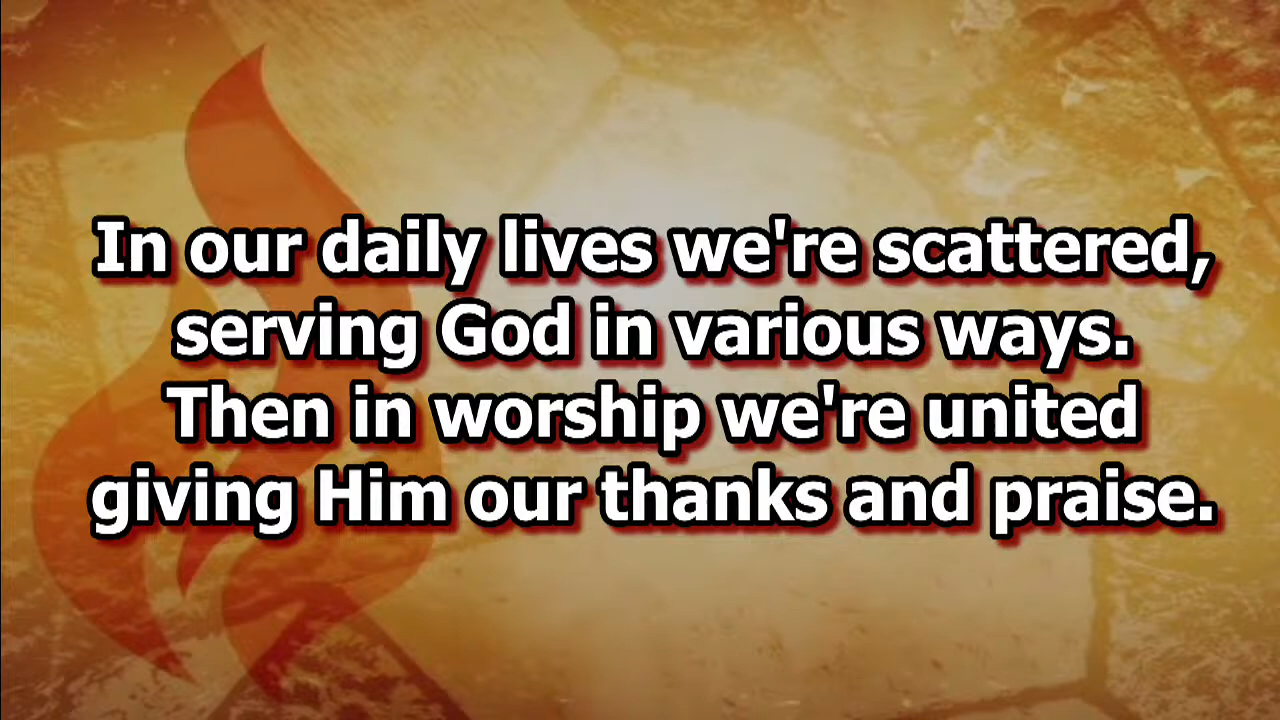 In our daily lives we're scattered,
serving God in various ways.
Then in worship we're united
giving Him our thanks and praise.